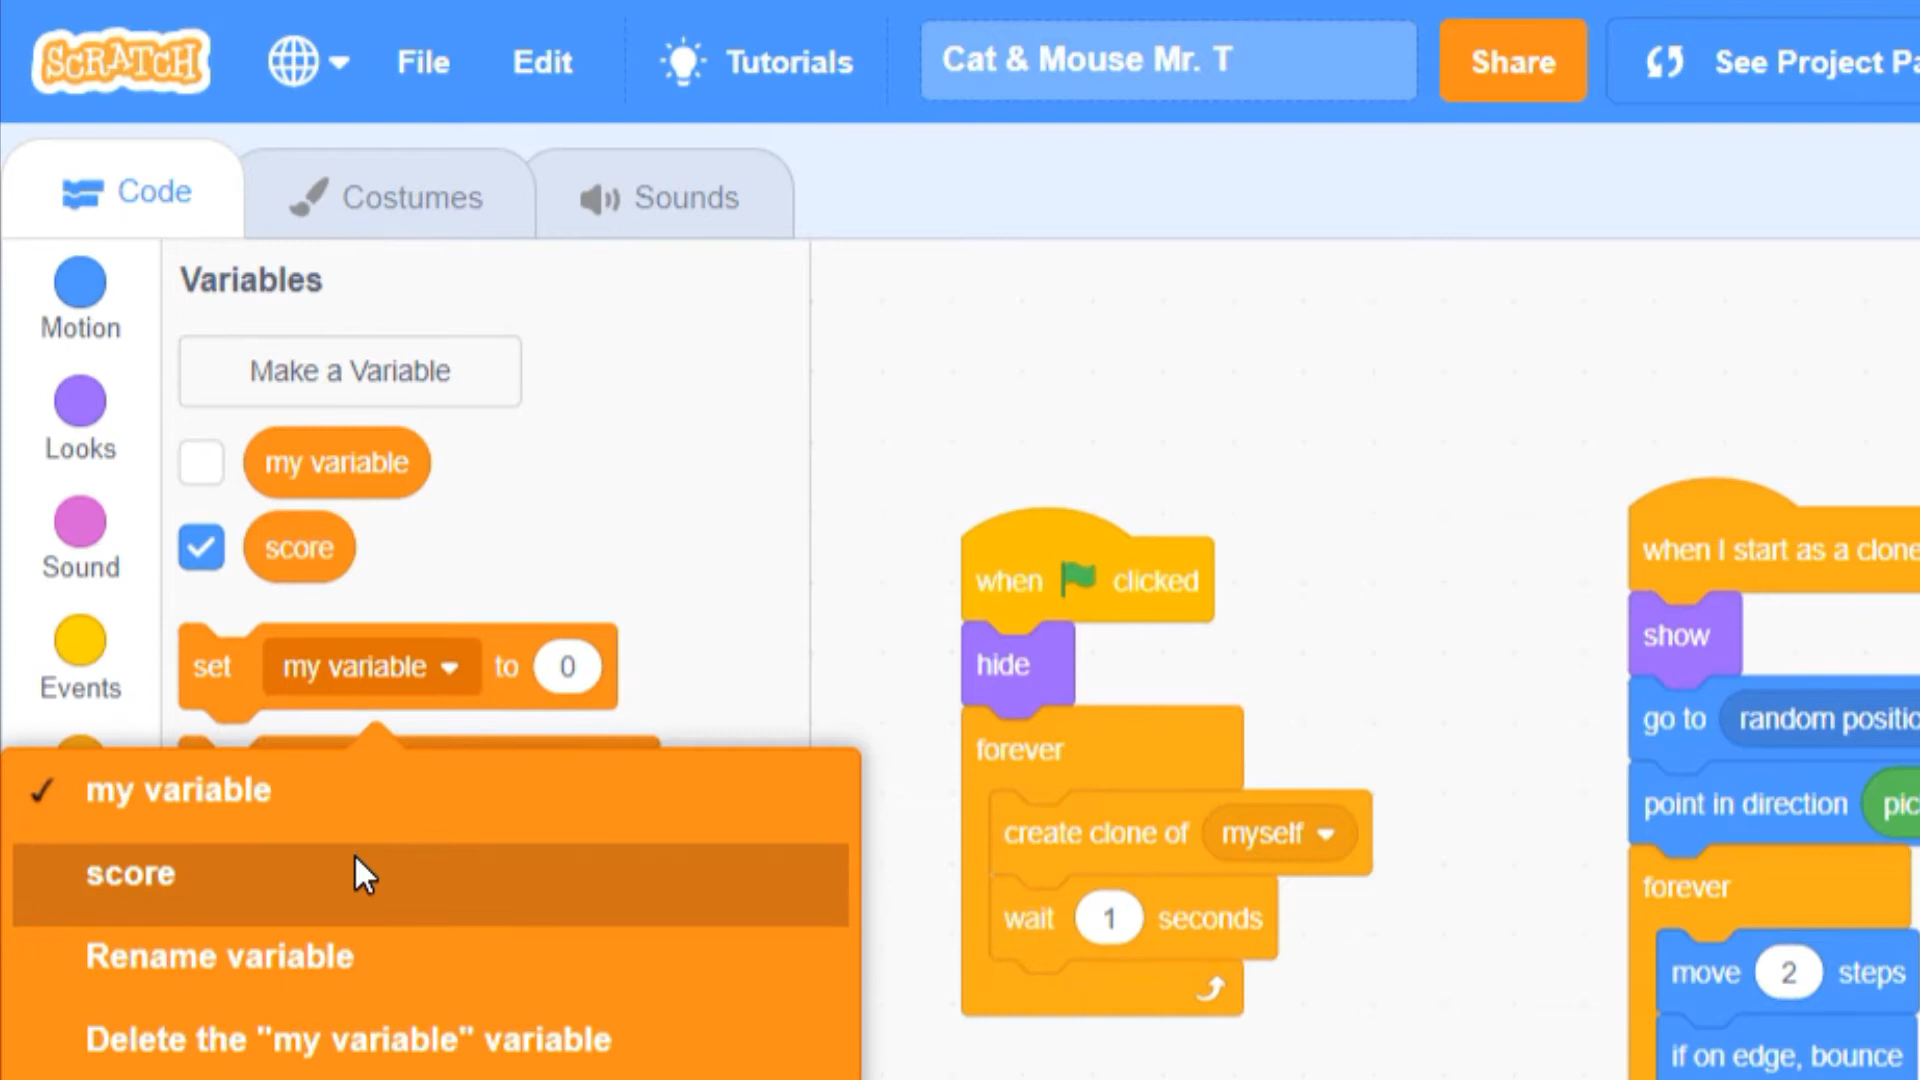 SCRATCH
File
Edit
Tutorials
Cat & Mouse Mr. T
Share
See Project Pa
Code
Costumes
Sounds
Motion
Looks
Sound
Events
Variables
Make a Variable
my variable
score
set my variable to 0
✓ my variable
score
Rename variable
Delete the "my variable" variable
when clicked
hide
forever
create clone of myself
wait 1 seconds
when I start as a clone
show
go to random positio
point in direction pic
forever
move 2 steps
if on edge, bounce